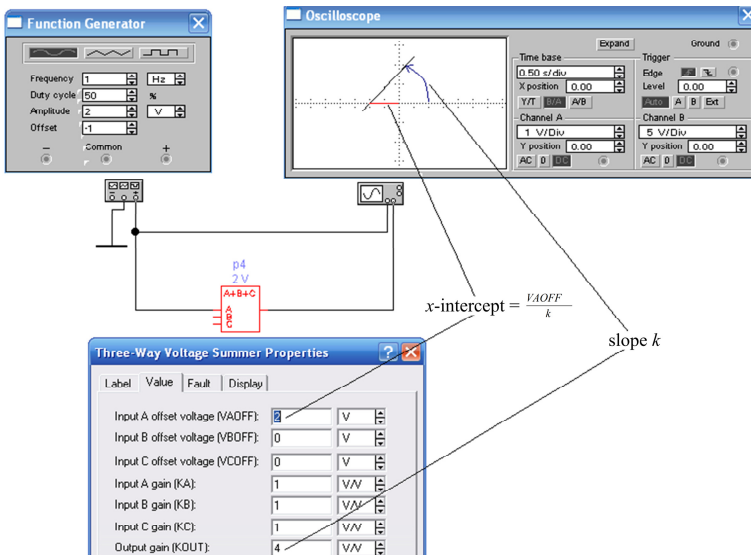 Function Generator
Frequency 1 Hz
Duty cycle 50 %
Amplitude 2 V
Offset -1
− Common +
Oscilloscope
Expand Ground
Time base
0.50 s/div
X position 0.00
Y/T B/A A/B
Trigger
Edge
Level 0.00
Auto A B Ext
Channel A
1 V/Div
Y position 0.00
AC 0 DC
Channel B
5 V/Div
Y position 0.00
AC 0 DC
p4
2 V
A+B+C
A
B
C
x-intercept = VAOFF / k
slope k
Three-Way Voltage Summer Properties
Label Value Fault Display
Input A offset voltage (VAOFF): 2 V
Input B offset voltage (VBOFF): 0 V
Input C offset voltage (VCOFF): 0 V
Input A gain (KA): 1 V/V
Input B gain (KB): 1 V/V
Input C gain (KC): 1 V/V
Output gain (KOUT): 4 V/V